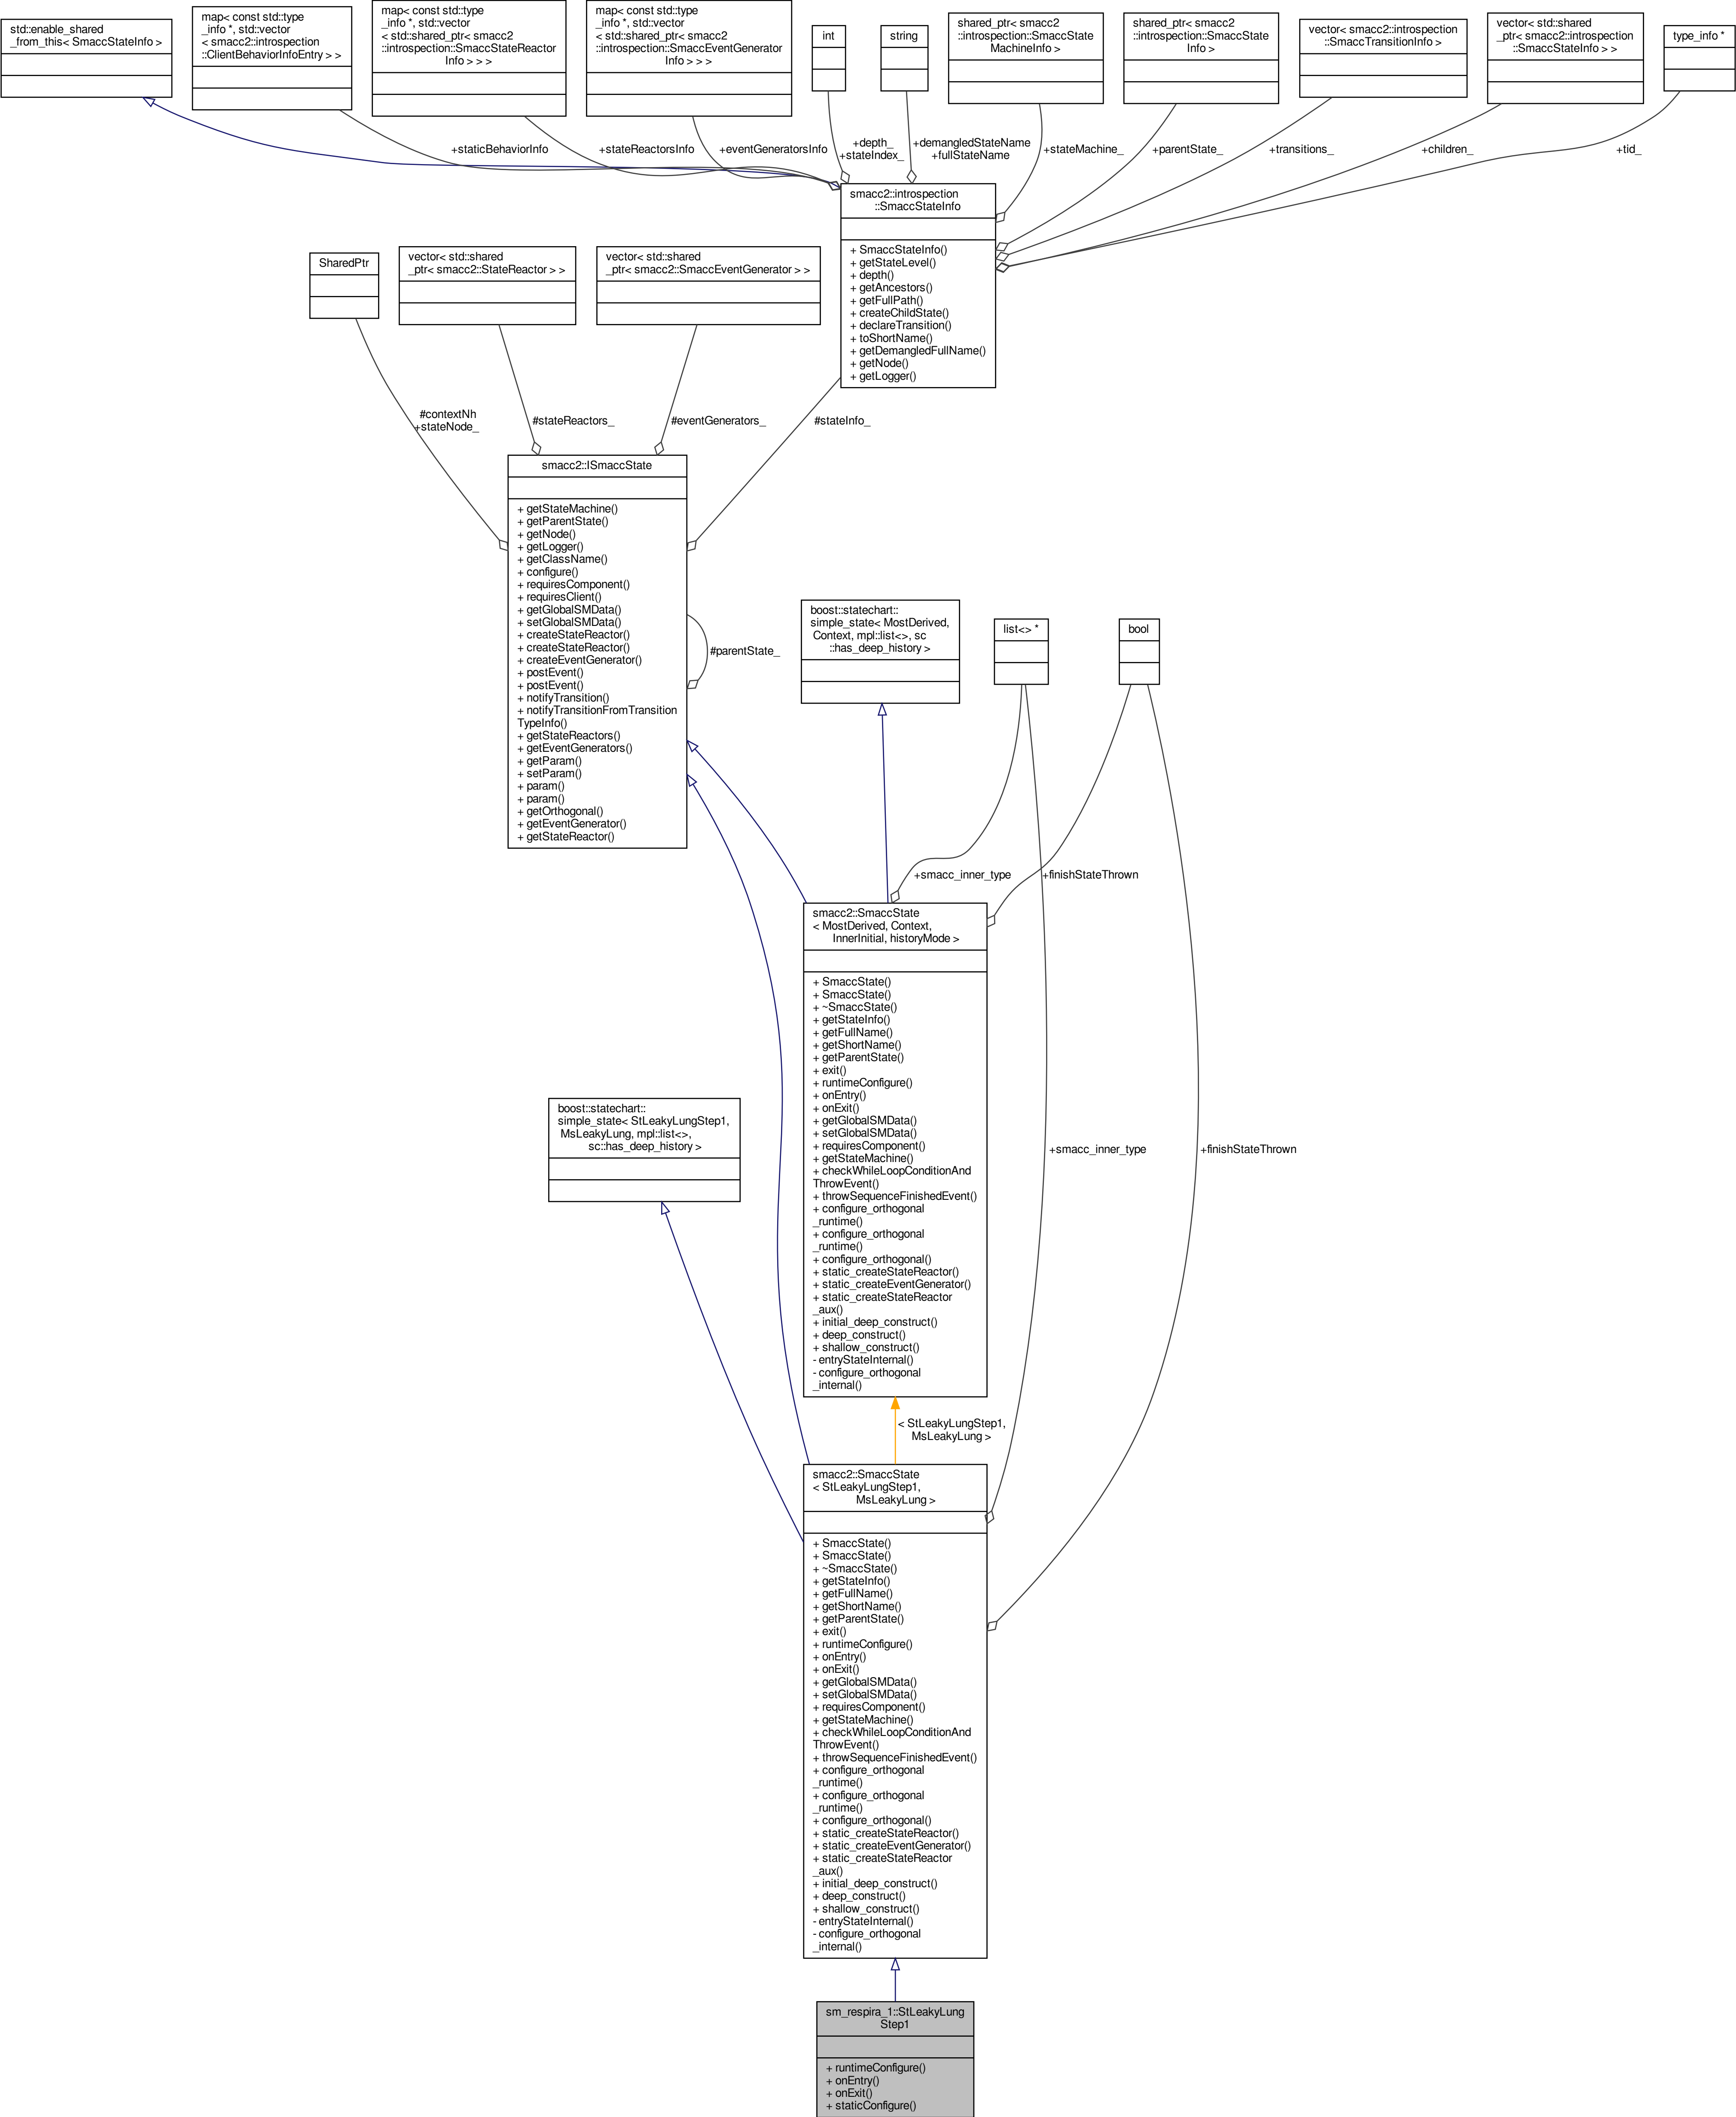 std::enable_shared
_from_this< SmaccStateInfo >
map< const std::type
_info *, std::vector
< smacc2::introspection
::ClientBehaviorInfoEntry > >
map< const std::type
_info *, std::vector
< std::shared_ptr< smacc2
::introspection::SmaccStateReactor
Info > > >
map< const std::type
_info *, std::vector
< std::shared_ptr< smacc2
::introspection::SmaccEventGenerator
Info > > >
int
string
shared_ptr< smacc2
::introspection::SmaccState
MachineInfo >
shared_ptr< smacc2
::introspection::SmaccState
Info >
vector< smacc2::introspection
::SmaccTransitionInfo >
vector< std::shared
_ptr< smacc2::introspection
::SmaccStateInfo > >
type_info *
+staticBehaviorInfo
+stateReactorsInfo
+eventGeneratorsInfo
+depth_
+stateIndex_
+demangledStateName
+fullStateName
+stateMachine_
+parentState_
+transitions_
+children_
+tid_
smacc2::introspection
::SmaccStateInfo
+ SmaccStateInfo()
+ getStateLevel()
+ depth()
+ getAncestors()
+ getFullPath()
+ createChildState()
+ declareTransition()
+ toShortName()
+ getDemangledFullName()
+ getNode()
+ getLogger()
SharedPtr
vector< std::shared
_ptr< smacc2::StateReactor > >
vector< std::shared
_ptr< smacc2::SmaccEventGenerator > >
#contextNh
+stateNode_
#stateReactors_
#eventGenerators_
#stateInfo_
smacc2::ISmaccState
+ getStateMachine()
+ getParentState()
+ getNode()
+ getLogger()
+ getClassName()
+ configure()
+ requiresComponent()
+ requiresClient()
+ getGlobalSMData()
+ setGlobalSMData()
+ createStateReactor()
+ createStateReactor()
+ createEventGenerator()
+ postEvent()
+ postEvent()
+ notifyTransition()
+ notifyTransitionFromTransition
TypeInfo()
+ getStateReactors()
+ getEventGenerators()
+ getParam()
+ setParam()
+ param()
+ param()
+ getOrthogonal()
+ getEventGenerator()
+ getStateReactor()
#parentState_
boost::statechart::
simple_state< MostDerived,
Context, mpl::list<>, sc
::has_deep_history >
list<> *
bool
+smacc_inner_type
+finishStateThrown
smacc2::SmaccState
< MostDerived, Context,
InnerInitial, historyMode >
+ SmaccState()
+ SmaccState()
+ ~SmaccState()
+ getStateInfo()
+ getFullName()
+ getShortName()
+ getParentState()
+ exit()
+ runtimeConfigure()
+ onEntry()
+ onExit()
+ getGlobalSMData()
+ setGlobalSMData()
+ requiresComponent()
+ getStateMachine()
+ checkWhileLoopConditionAnd
ThrowEvent()
+ throwSequenceFinishedEvent()
+ configure_orthogonal
_runtime()
+ configure_orthogonal
_runtime()
+ configure_orthogonal()
+ static_createStateReactor()
+ static_createEventGenerator()
+ static_createStateReactor
_aux()
+ initial_deep_construct()
+ deep_construct()
+ shallow_construct()
- entryStateInternal()
- configure_orthogonal
_internal()
boost::statechart::
simple_state< StLeakyLungStep1,
MsLeakyLung, mpl::list<>,
sc::has_deep_history >
+smacc_inner_type
+finishStateThrown
< StLeakyLungStep1,
MsLeakyLung >
smacc2::SmaccState
< StLeakyLungStep1,
MsLeakyLung >
+ SmaccState()
+ SmaccState()
+ ~SmaccState()
+ getStateInfo()
+ getFullName()
+ getShortName()
+ getParentState()
+ exit()
+ runtimeConfigure()
+ onEntry()
+ onExit()
+ getGlobalSMData()
+ setGlobalSMData()
+ requiresComponent()
+ getStateMachine()
+ checkWhileLoopConditionAnd
ThrowEvent()
+ throwSequenceFinishedEvent()
+ configure_orthogonal
_runtime()
+ configure_orthogonal
_runtime()
+ configure_orthogonal()
+ static_createStateReactor()
+ static_createEventGenerator()
+ static_createStateReactor
_aux()
+ initial_deep_construct()
+ deep_construct()
+ shallow_construct()
- entryStateInternal()
- configure_orthogonal
_internal()
sm_respira_1::StLeakyLung
Step1
+ runtimeConfigure()
+ onEntry()
+ onExit()
+ staticConfigure()